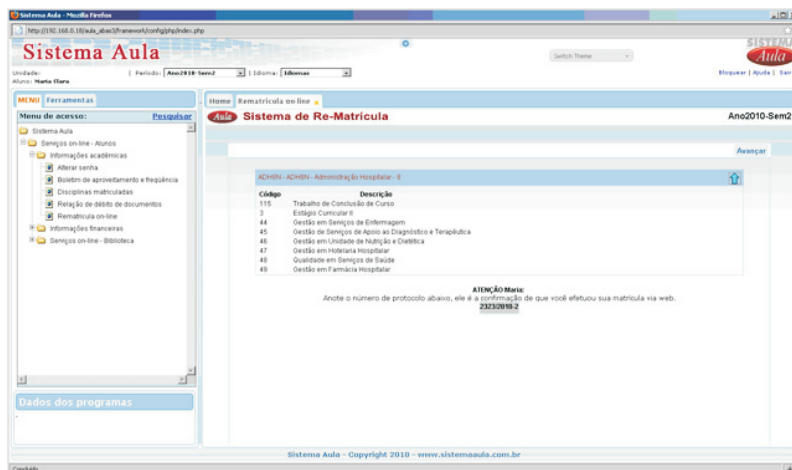 Sistema Aula - Mozilla Firefox
http://192.168.0.18/aula_abas3/framework/config/php/index.php
Sistema Aula
Switch Theme
SISTEMA
Aula
Unidade: | Período: Ano2010-Sem2 | Idioma: Idiomas
Bloquear | Ajuda | Sair
Aluno: Maria Clara
MENU Ferramentas
Home Rematrícula on line x
Menu de acesso: Pesquisar
Aula Sistema de Re-Matrícula Ano2010-Sem2
Sistema Aula
Serviços on-line - Alunos
Informações acadêmicas
Alterar senha
Boletim de aproveitamento e freqüência
Disciplinas matriculadas
Relação de débito de documentos
Rematrícula on-line
Informações financeiras
Serviços on-line - Biblioteca
Avançar
ADH8N - ADH8N - Administração Hospitalar - 8
Código Descrição
115 Trabalho de Conclusão de Curso
3 Estágio Curricular II
44 Gestão em Serviços de Enfermagem
45 Gestão de Serviços de Apoio ao Diagnóstico e Terapêutica
46 Gestão em Unidade de Nutrição e Dietética
47 Gestão em Hotelaria Hospitalar
48 Qualidade em Serviços de Saúde
49 Gestão em Farmácia Hospitalar
ATENÇÃO Maria:
Anote o número de protocolo abaixo, ele é a confirmação de que você efetuou sua matrícula via web.
2323/2010-2
Dados dos programas
Sistema Aula - Copyright 2010 - www.sistemaaula.com.br
Concluído